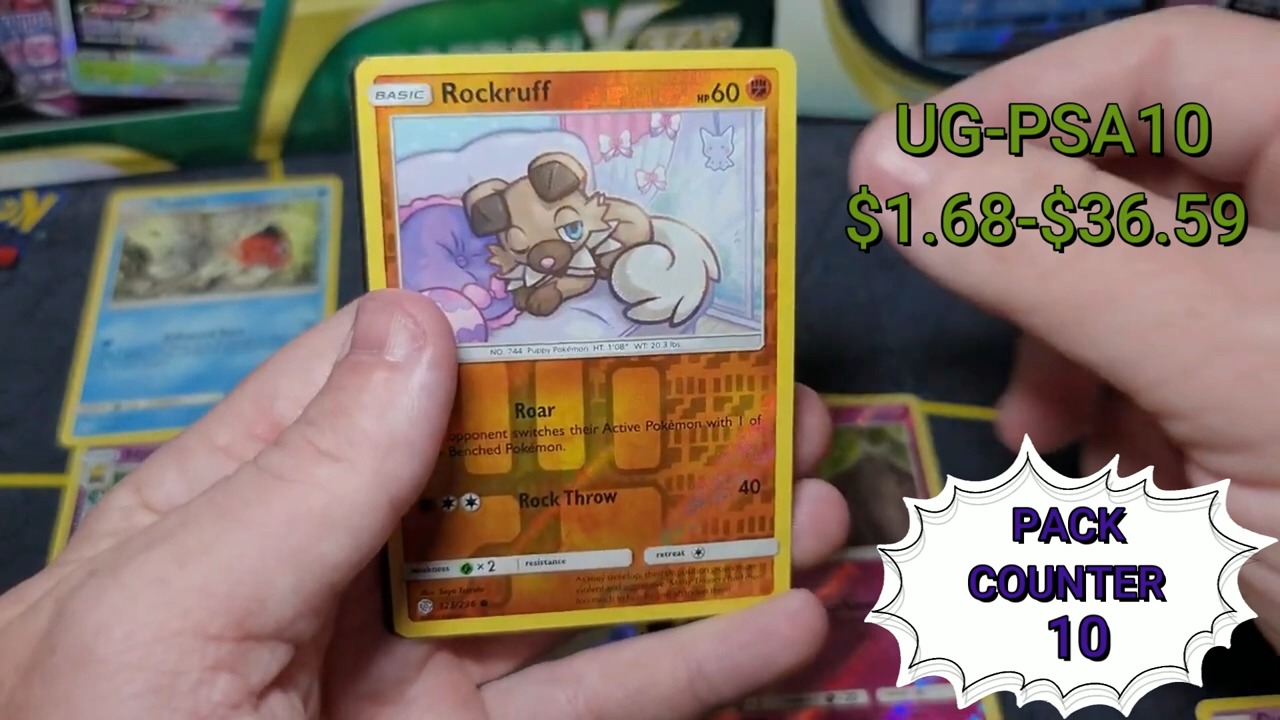 BASIC Rockruff HP 60
UG-PSA10
$1.68-$36.59
NO. 744 Puppy Pokémon HT: 1'08" WT: 20.3 lbs.
Roar
opponent switches their Active Pokémon with 1 of
Benched Pokémon.
Rock Throw 40
weakness ×2 resistance retreat
PACK
COUNTER
10